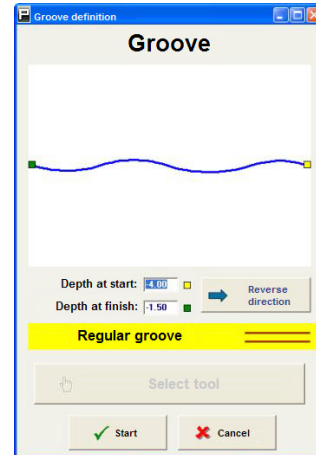 Groove definition
Groove
Depth at start: -4.00
Depth at finish: -1.50
Reverse
direction
Regular groove
Select tool
Start
Cancel